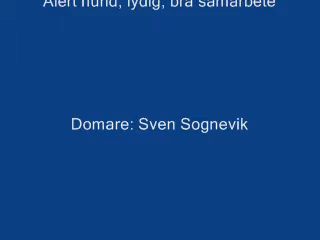 Alert hund, lydig, bra samarbete
Domare: Sven Sognevik